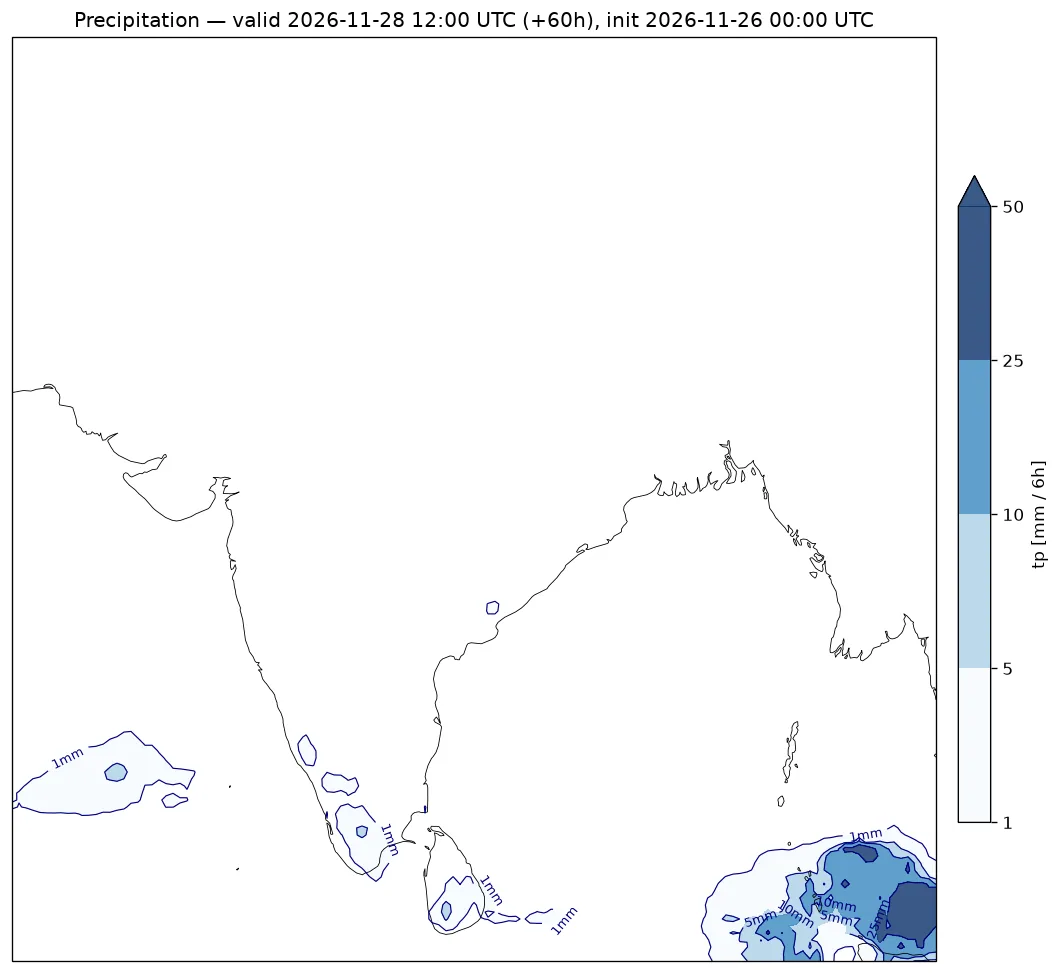 Precipitation — valid 2026-11-28 12:00 UTC (+60h), init 2026-11-26 00:00 UTC
50
25
10
5
1
tp [mm / 6h]
1mm
1mm
1mm
1mm
1mm
5mm
10mm
10mm
5mm
25mm